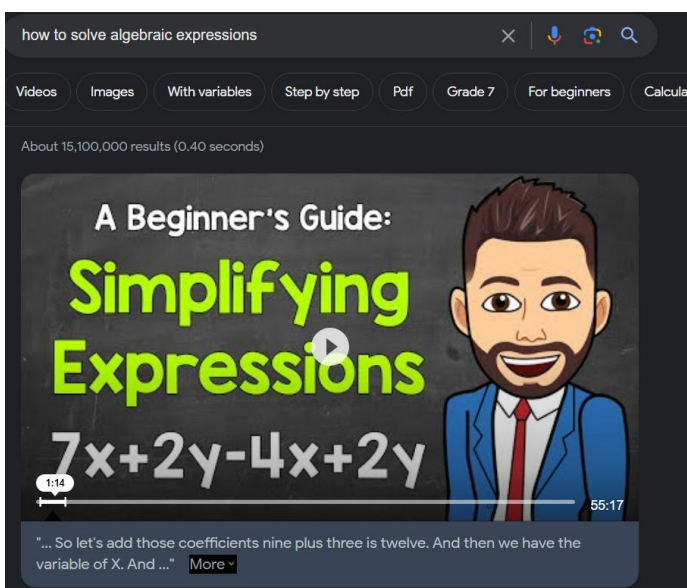 how to solve algebraic expressions
Videos Images With variables Step by step Pdf Grade 7 For beginners Calcula
About 15,100,000 results (0.40 seconds)
A Beginner's Guide:
Simplifying
Expressions
7x+2y-4x+2y
1:14
55:17
"... So let's add those coefficients nine plus three is twelve. And then we have the
variable of X. And ..." More